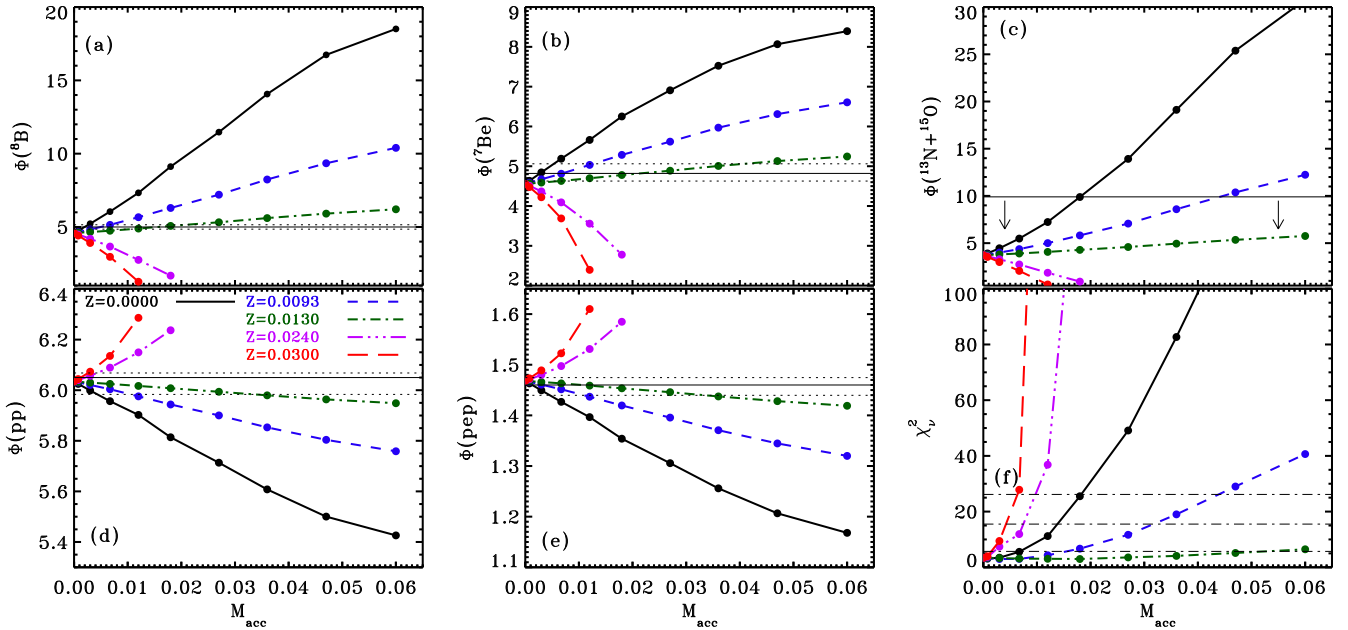 20
15
10
5
Φ(⁸B)
(a)
9
8
7
6
5
4
3
2
Φ(⁷Be)
(b)
30
25
20
15
10
5
Φ(¹³N+¹⁵O)
(c)
6.4
6.2
6.0
5.8
5.6
5.4
Φ(pp)
Z=0.0000
Z=0.0093
Z=0.0130
Z=0.0240
Z=0.0300
(d)
0.00 0.01 0.02 0.03 0.04 0.05 0.06
M_acc
1.6
1.5
1.4
1.3
1.2
1.1
Φ(pep)
(e)
0.00 0.01 0.02 0.03 0.04 0.05 0.06
M_acc
100
80
60
40
20
0
χ²_ν
(f)
0.00 0.01 0.02 0.03 0.04 0.05 0.06
M_acc